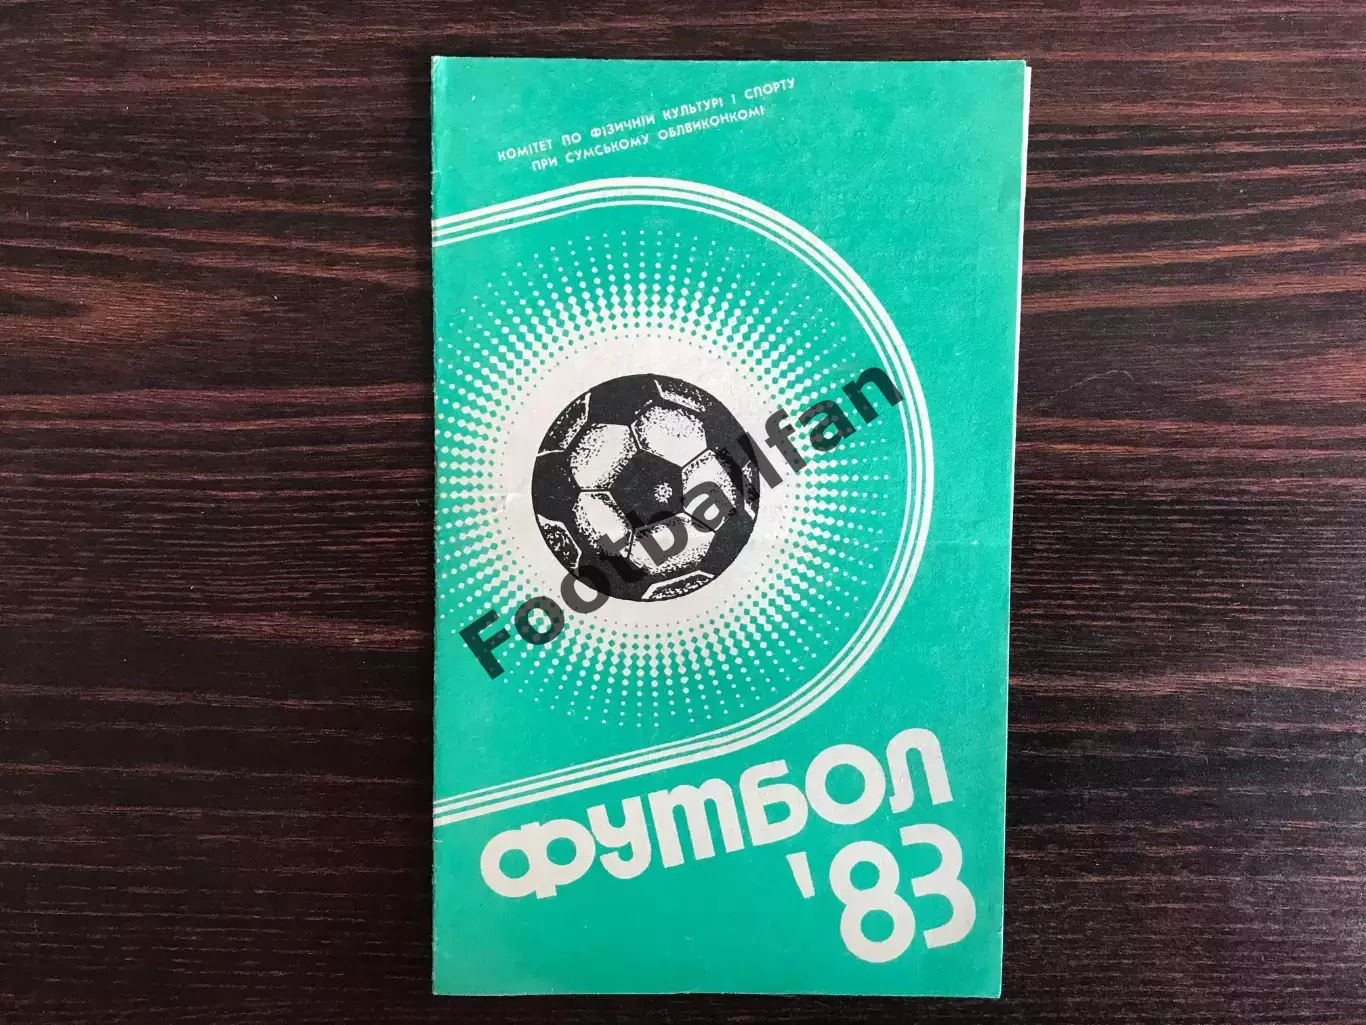 КОМІТЕТ ПО ФІЗИЧНІЙ КУЛЬТУРІ І СПОРТУ
ПРИ СУМСЬКОМУ ОБЛВИКОНКОМІ
Footballfan
ФУТБОЛ
'83